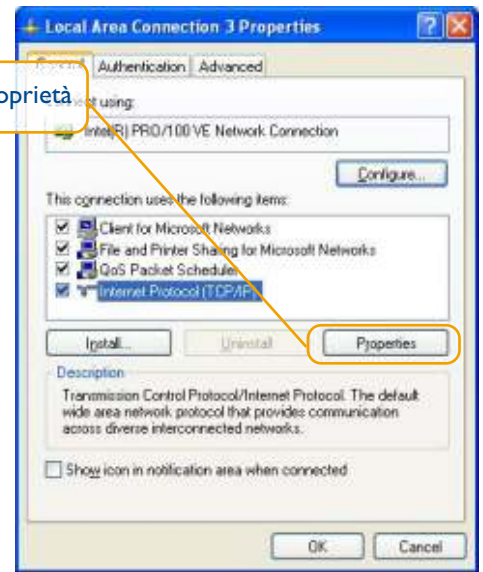 Local Area Connection 3 Properties
Authentication Advanced
oprietà
using:
Intel(R) PRO/100 VE Network Connection
Configure...
This connection uses the following items:
Client for Microsoft Networks
File and Printer Sharing for Microsoft Networks
QoS Packet Scheduler
Internet Protocol (TCP/IP)
Install... Uninstall Properties
Description
Transmission Control Protocol/Internet Protocol. The default
wide area network protocol that provides communication
across diverse interconnected networks.
Show icon in notification area when connected
OK Cancel